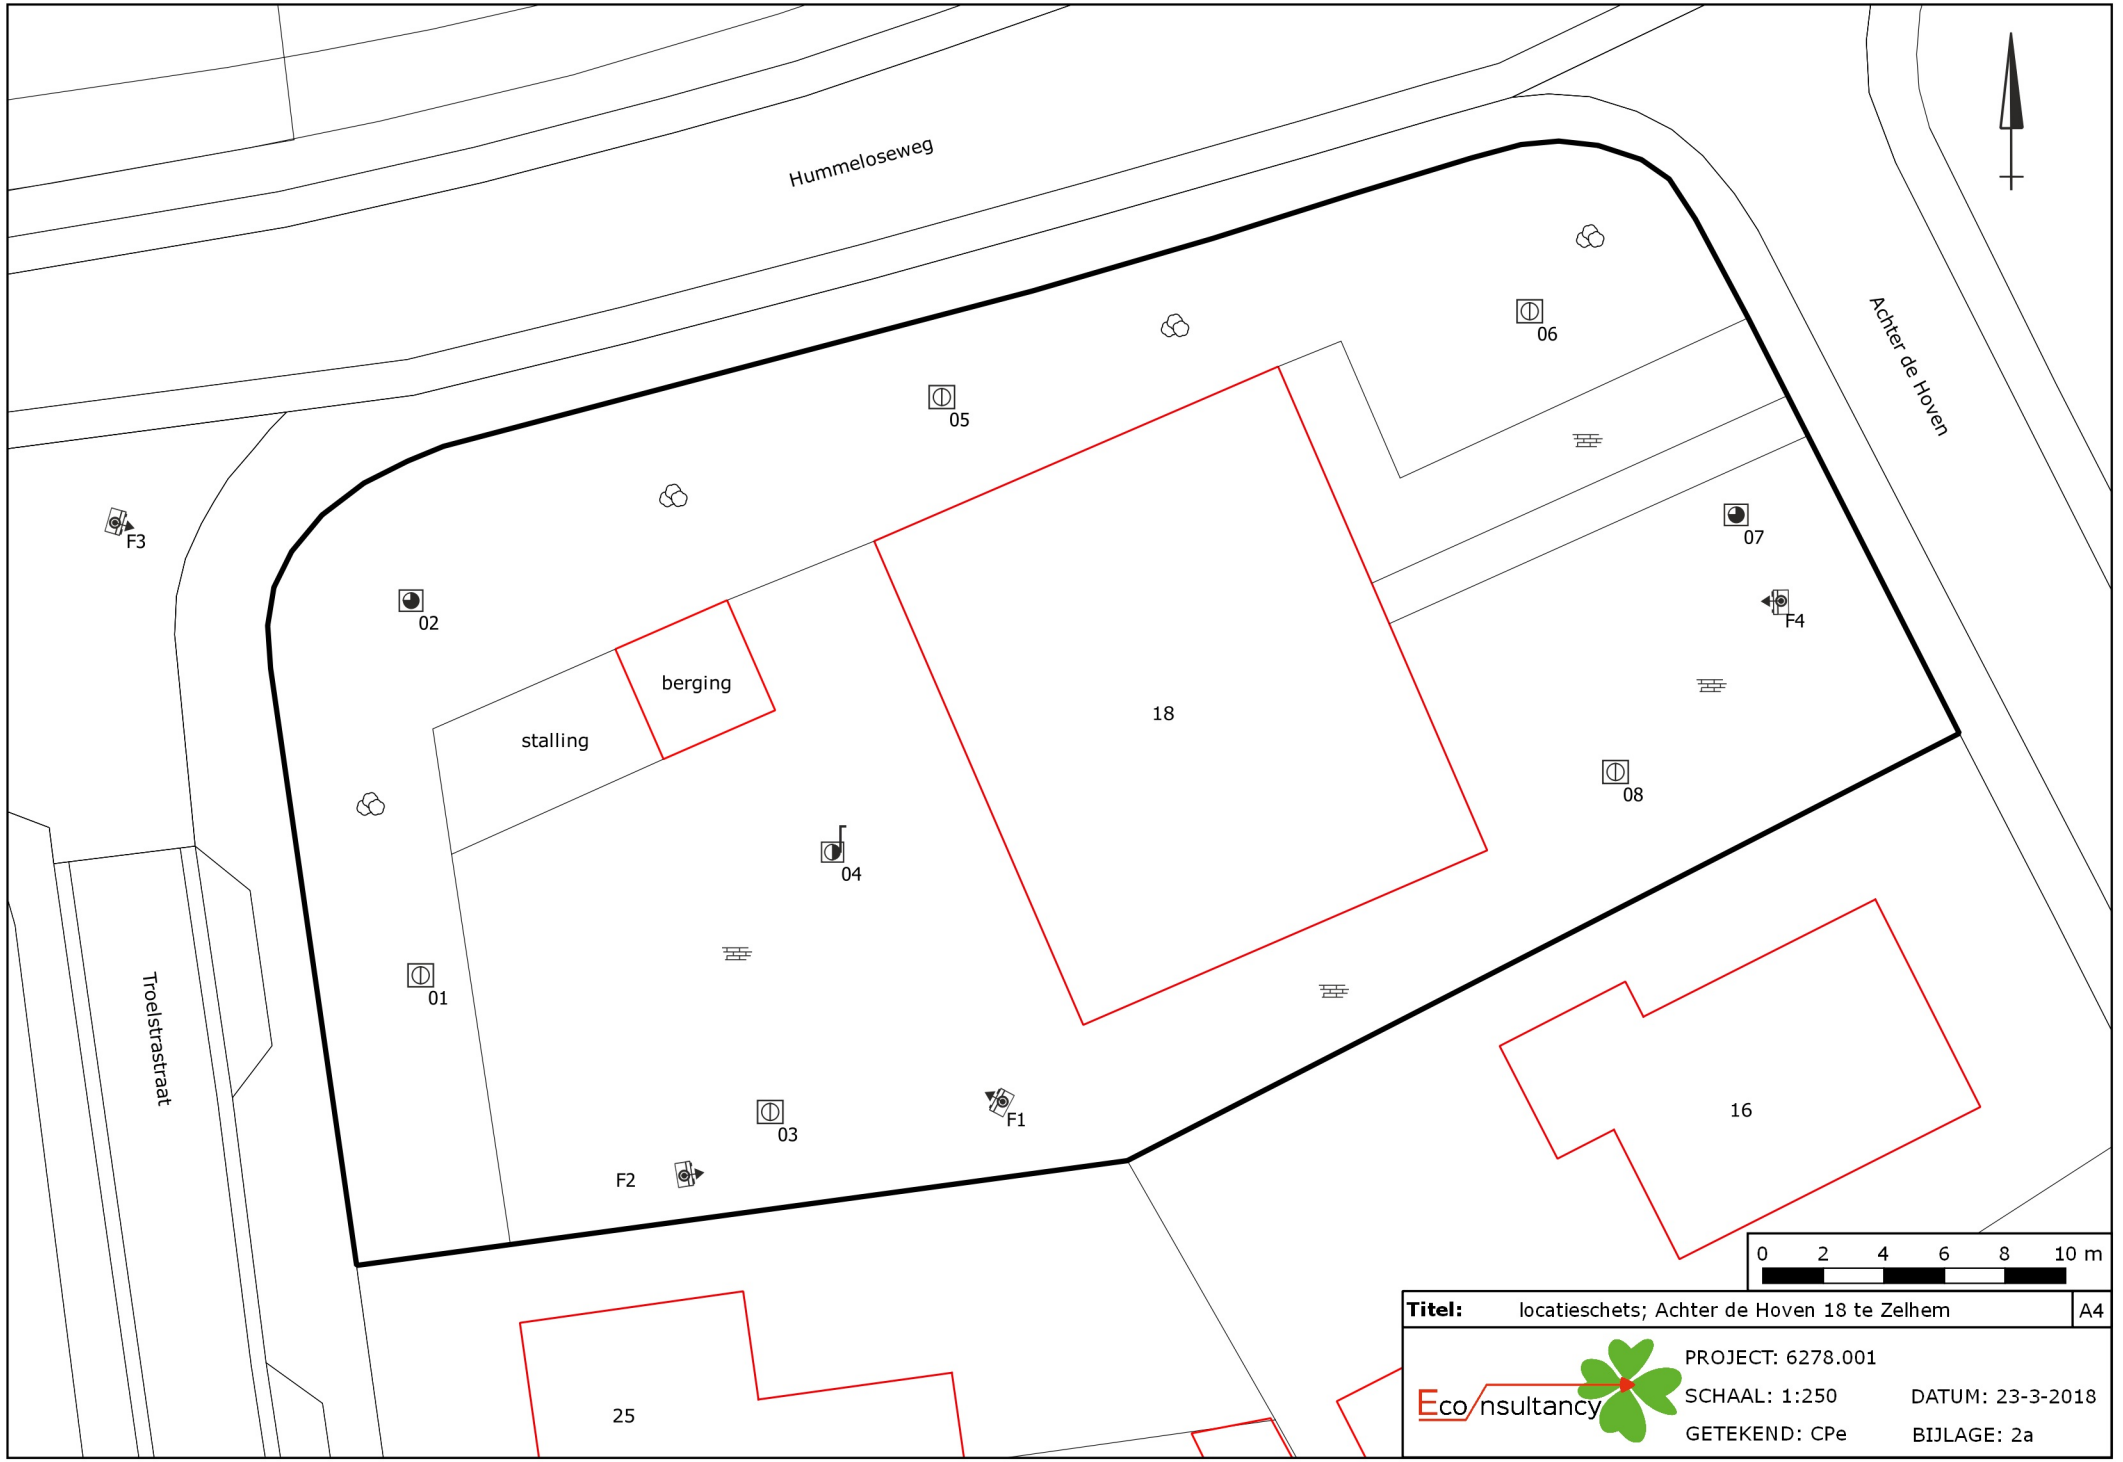 Hummeloseweg
Achter de Hoven
06
05
F3
07
02
F4
berging
18
stalling
08
04
Troelstrastraat
01
F1
16
03
F2
0 2 4 6 8 10 m
Titel: locatieschets; Achter de Hoven 18 te Zelhem A4
PROJECT: 6278.001
Econsultancy
SCHAAL: 1:250 DATUM: 23-3-2018
GETEKEND: CPe BIJLAGE: 2a
25